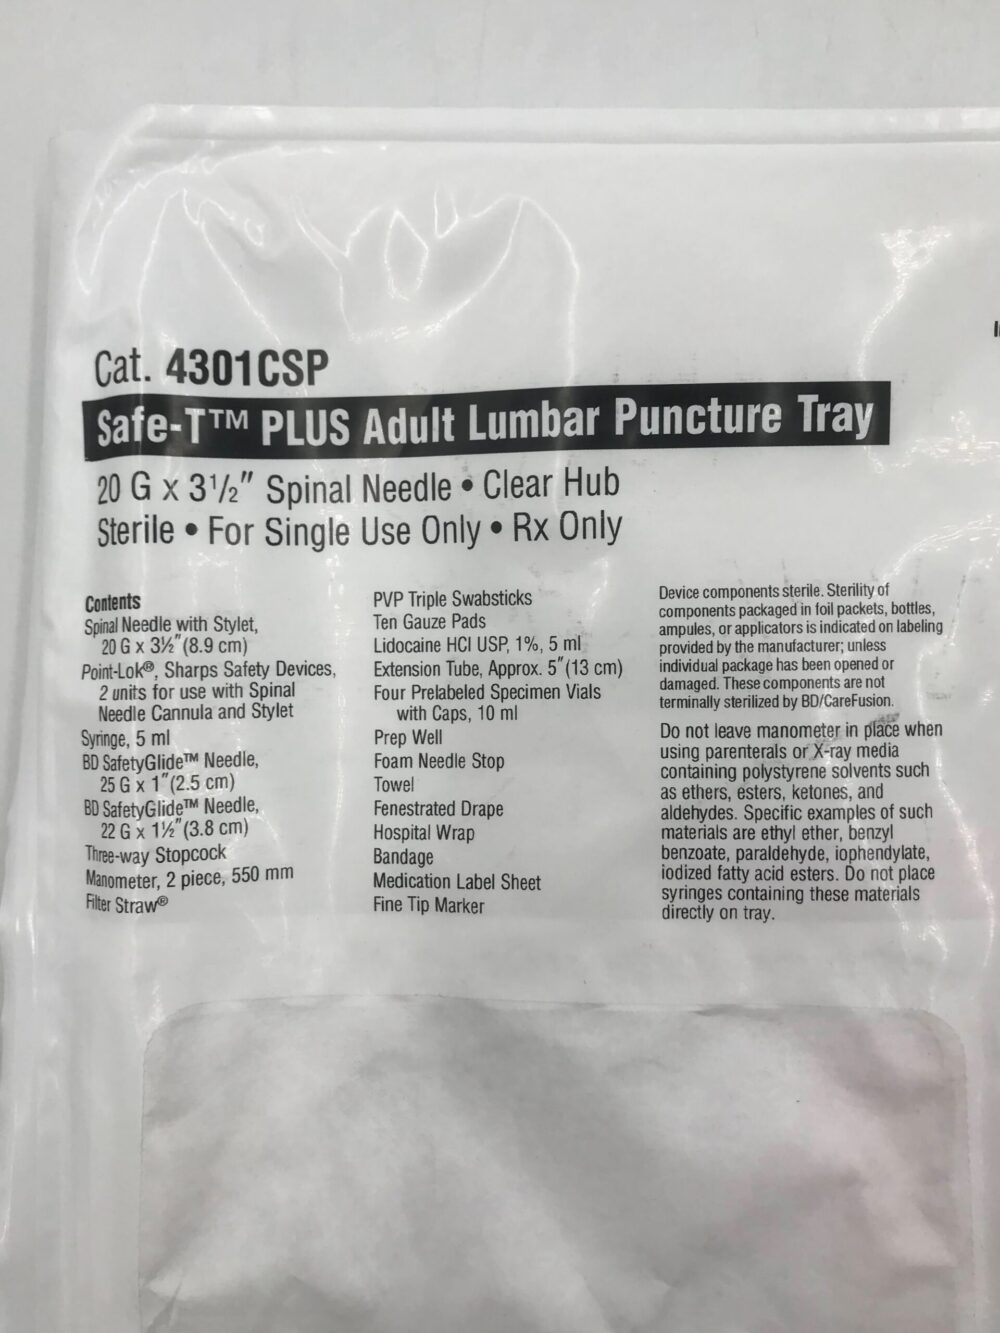 Cat. 4301CSP
Safe-T™ PLUS Adult Lumbar Puncture Tray
20 G x 3½" Spinal Needle • Clear Hub
Sterile • For Single Use Only • Rx Only
Contents
Spinal Needle with Stylet,
20 G x 3½" (8.9 cm)
Point-Lok®, Sharps Safety Devices,
2 units for use with Spinal
Needle Cannula and Stylet
Syringe, 5 ml
BD SafetyGlide™ Needle,
25 G x 1" (2.5 cm)
BD SafetyGlide™ Needle,
22 G x 1½" (3.8 cm)
Three-way Stopcock
Manometer, 2 piece, 550 mm
Filter Straw®
PVP Triple Swabsticks
Ten Gauze Pads
Lidocaine HCl USP, 1%, 5 ml
Extension Tube, Approx. 5" (13 cm)
Four Prelabeled Specimen Vials
with Caps, 10 ml
Prep Well
Foam Needle Stop
Towel
Fenestrated Drape
Hospital Wrap
Bandage
Medication Label Sheet
Fine Tip Marker
Device components sterile. Sterility of
components packaged in foil packets, bottles,
ampules, or applicators is indicated on labeling
provided by the manufacturer; unless
individual package has been opened or
damaged. These components are not
terminally sterilized by BD/CareFusion.
Do not leave manometer in place when
using parenterals or X-ray media
containing polystyrene solvents such
as ethers, esters, ketones, and
aldehydes. Specific examples of such
materials are ethyl ether, benzyl
benzoate, paraldehyde, iophendylate,
iodized fatty acid esters. Do not place
syringes containing these materials
directly on tray.